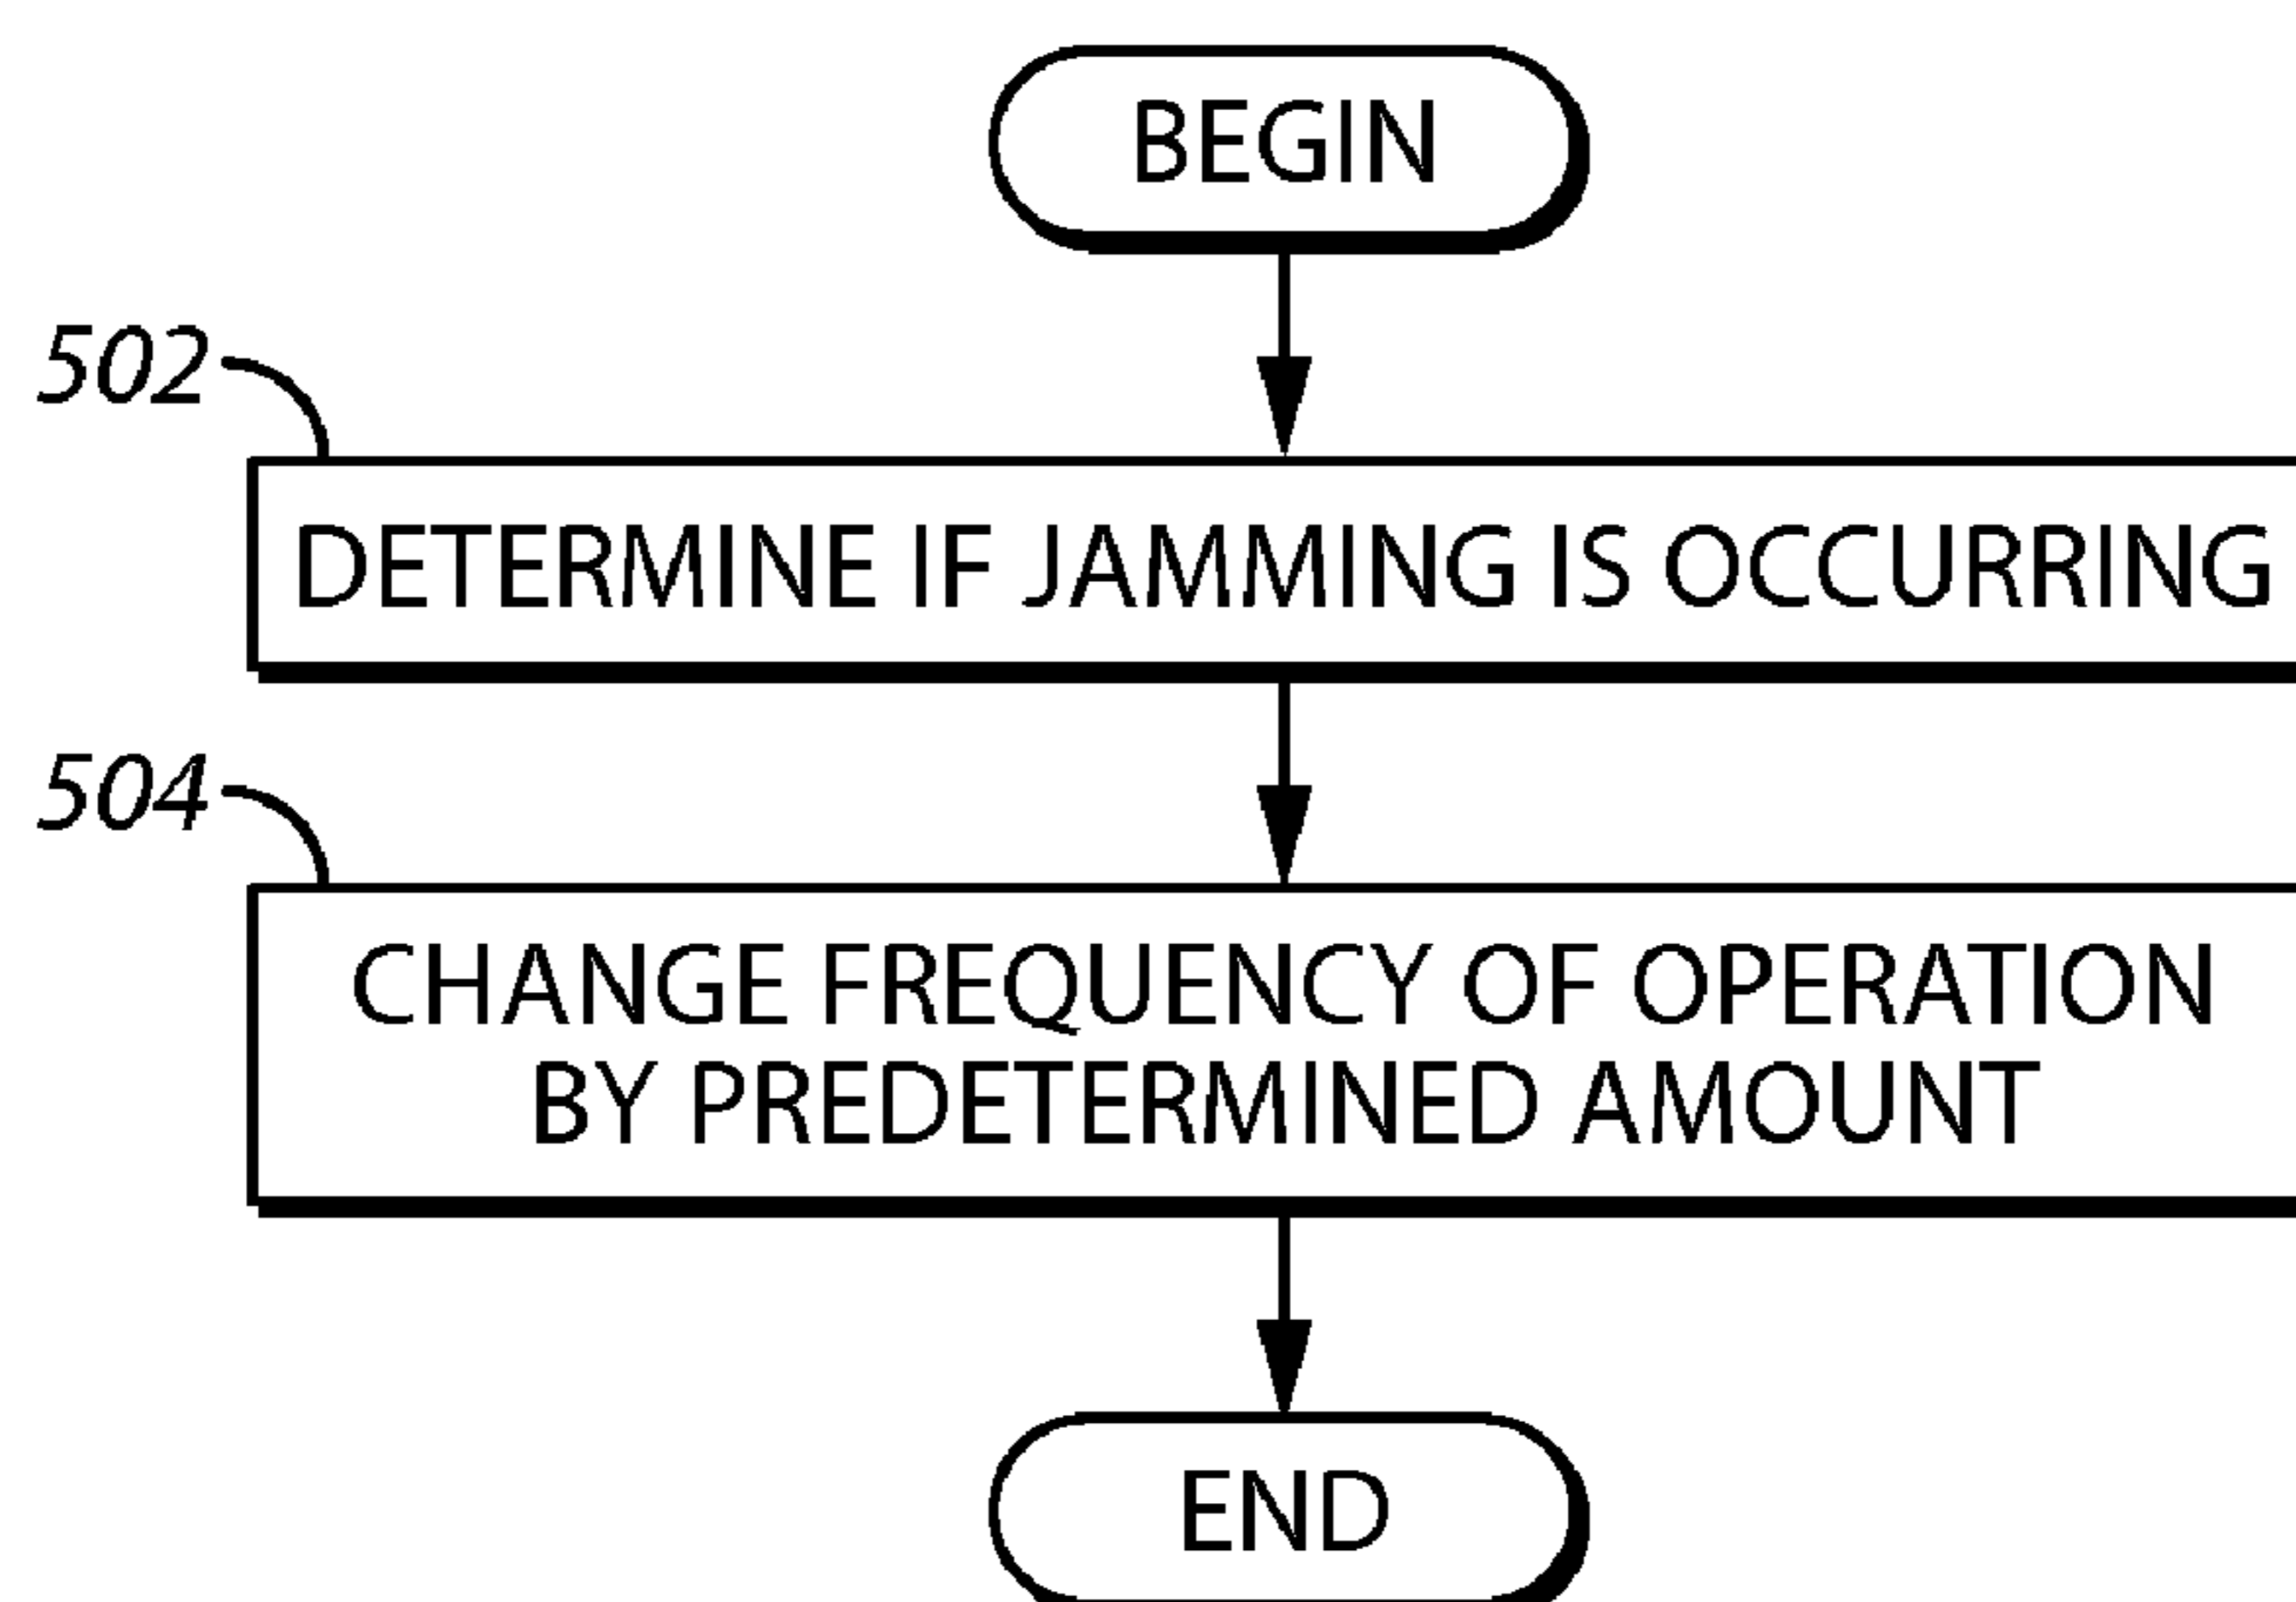 BEGIN
502
DETERMINE IF JAMMING IS OCCURRING
504
CHANGE FREQUENCY OF OPERATION
BY PREDETERMINED AMOUNT
END